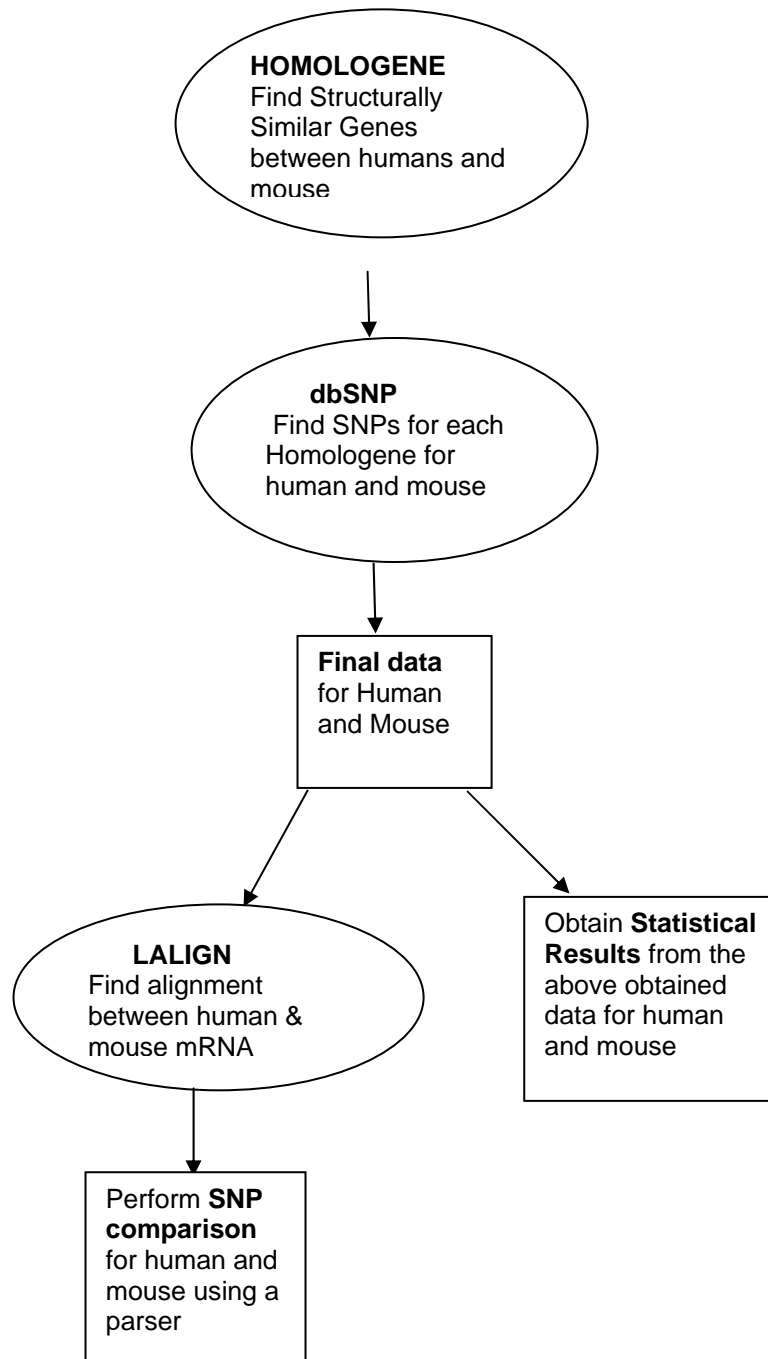 HOMOLOGENE
Find Structurally
Similar Genes
between humans and
mouse
dbSNP
Find SNPs for each
Homologene for
human and mouse
Final data
for Human
and Mouse
LALIGN
Find alignment
between human &
mouse mRNA
Obtain Statistical
Results from the
above obtained
data for human
and mouse
Perform SNP
comparison
for human and
mouse using a
parser